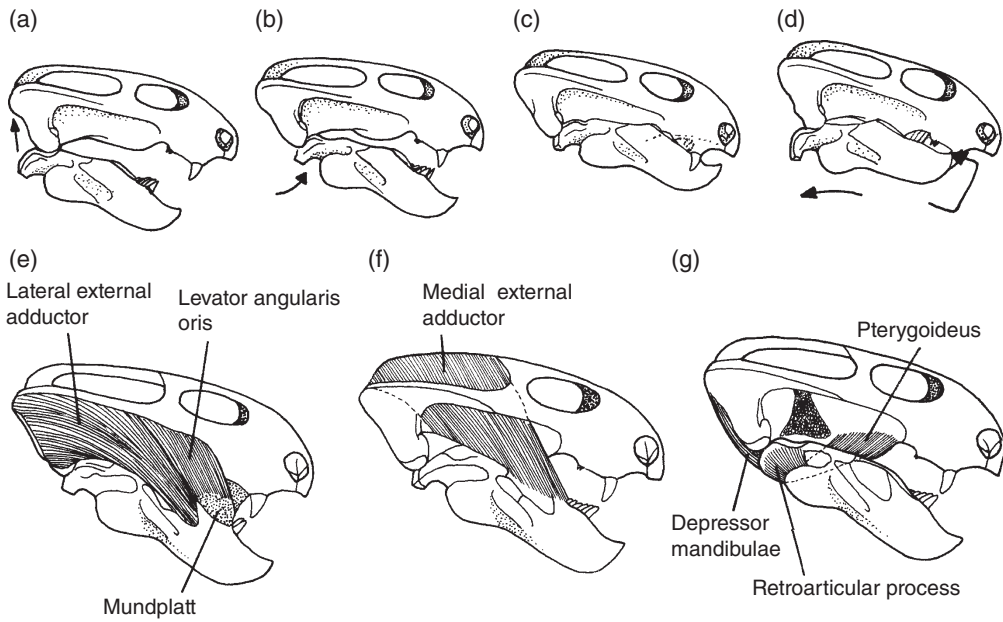 (a)
(b)
(c)
(d)
(e)
Lateral external
adductor
Levator angularis
oris
Mundplatt
(f)
Medial external
adductor
(g)
Pterygoideus
Depressor
mandibulae
Retroarticular process